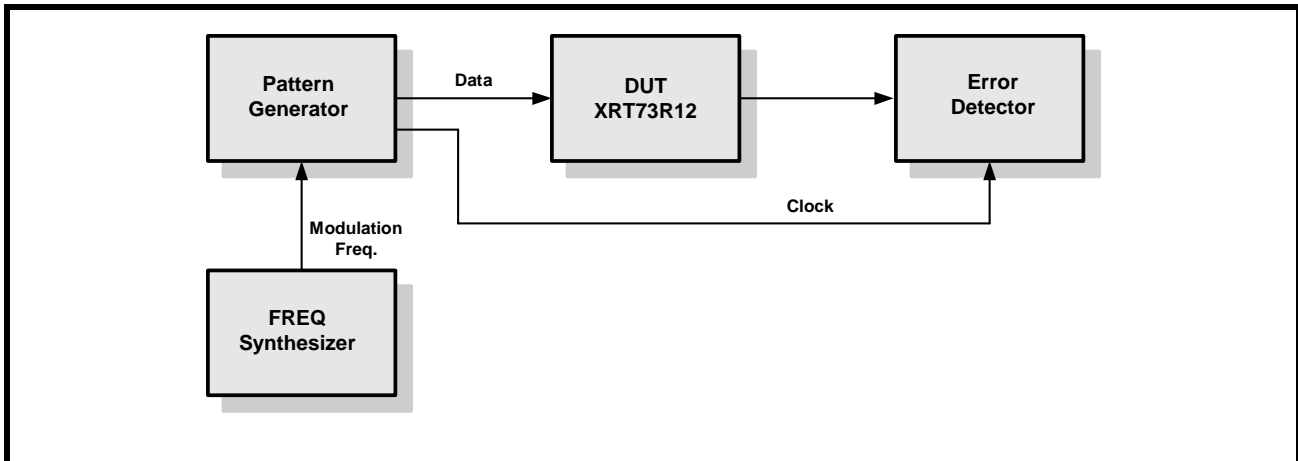 Pattern
Generator
Data
DUT
XRT73R12
Error
Detector
Clock
Modulation
Freq.
FREQ
Synthesizer